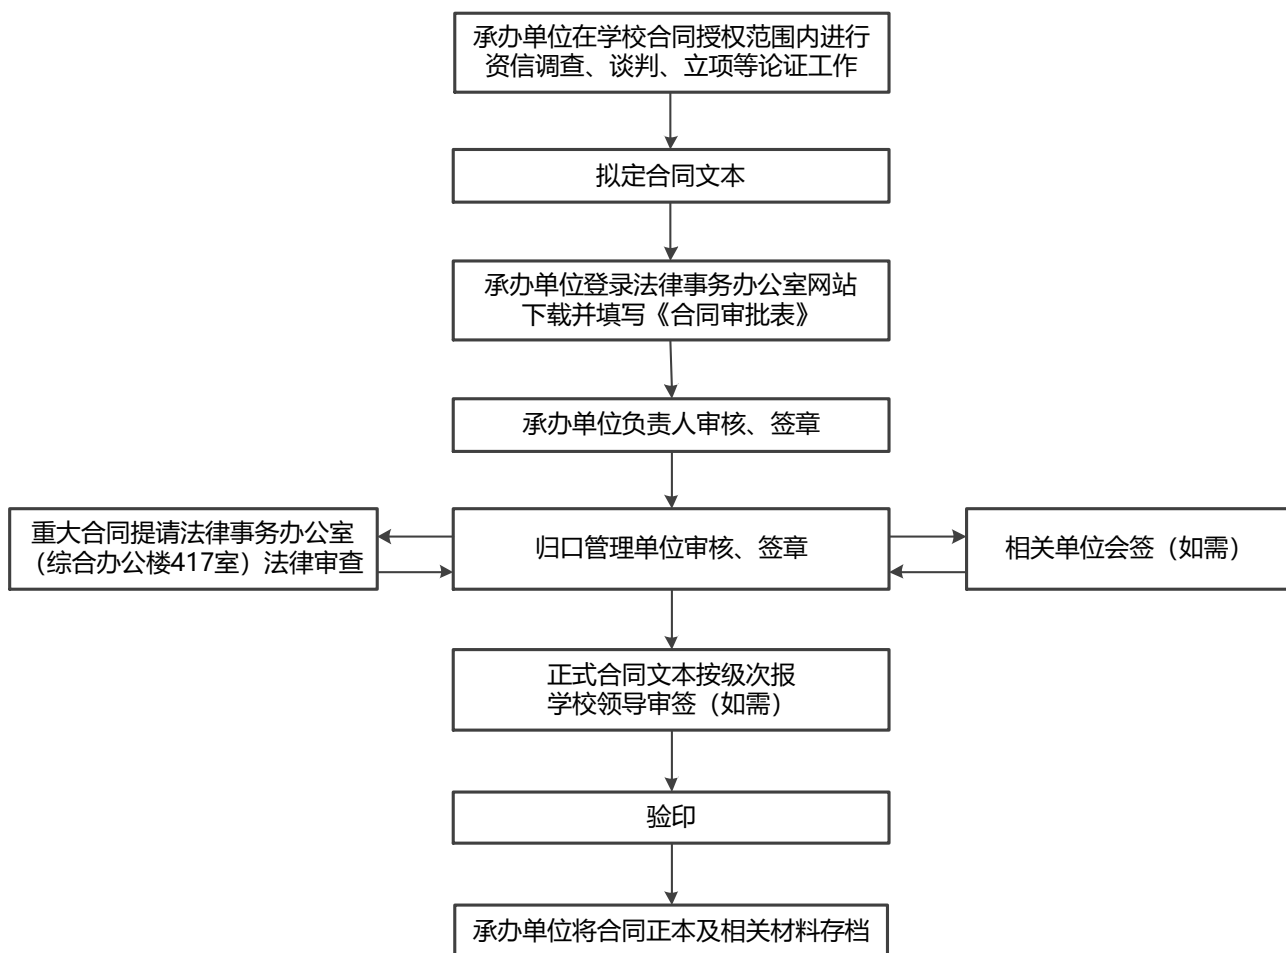 承办单位在学校合同授权范围内进行
资信调查、谈判、立项等论证工作
拟定合同文本
承办单位登录法律事务办公室网站
下载并填写《合同审批表》
承办单位负责人审核、签章
重大合同提请法律事务办公室
（综合办公楼417室）法律审查
归口管理单位审核、签章
相关单位会签（如需）
正式合同文本按级次报
学校领导审签（如需）
验印
承办单位将合同正本及相关材料存档